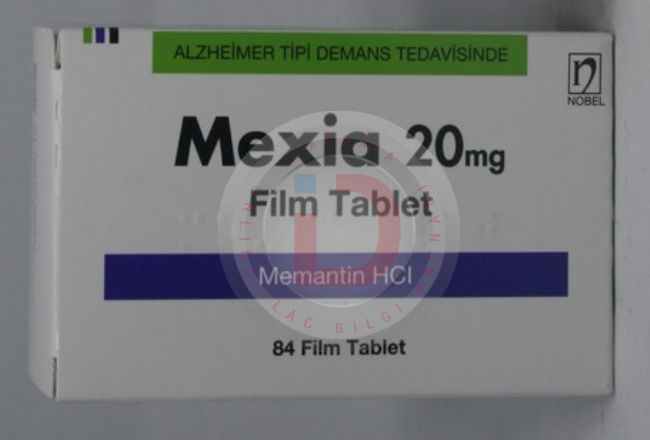 ALZHEİMER TİPİ DEMANS TEDAVİSİNDE
NOBEL
Mexia 20mg
Film Tablet
Memantin HCl
84 Film Tablet